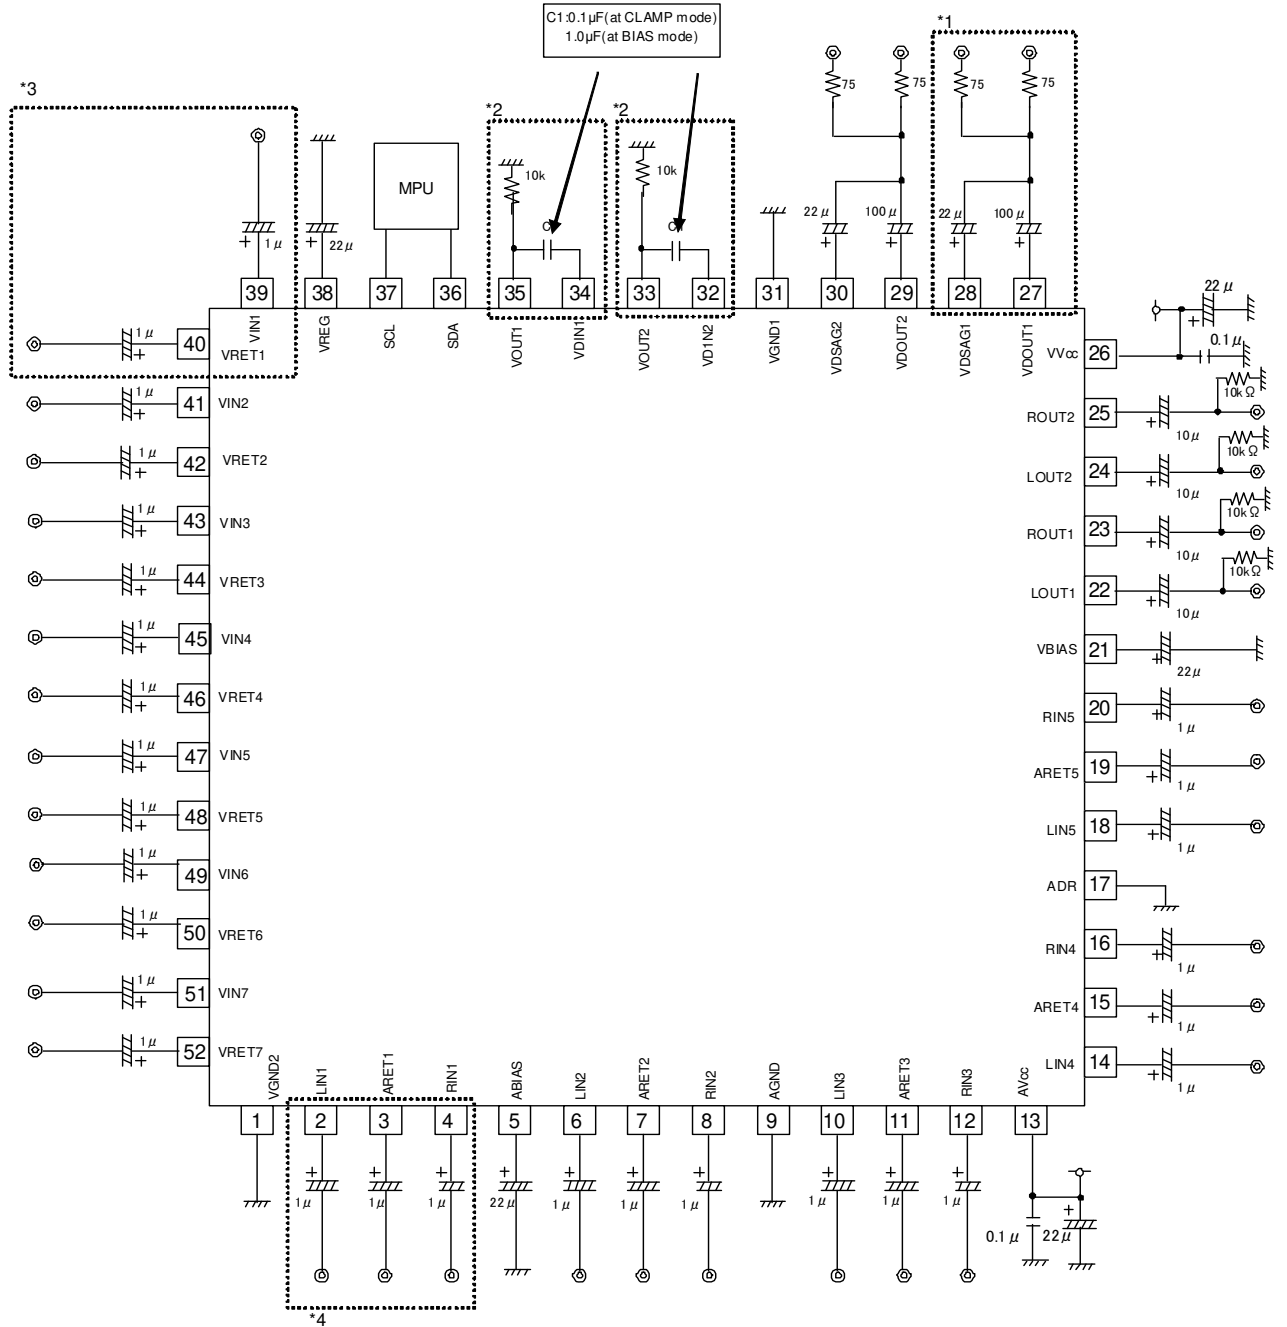 C1:0.1μF(at CLAMP mode)
1.0μF(at BIAS mode)
*1
*3
*2
*2
75
75
75
75
MPU
10k
10k
1μ
22μ
22μ
100μ
22μ
100μ
39
38
37
36
35
34
33
32
31
30
29
28
27
VIN1
VREG
SCL
SDA
VOUT1
VDIN1
VOUT2
VD1N2
VGND1
VDSAG2
VDOUT2
VDSAG1
VDOUT1
1μ
40
VRET1
1μ
41
VIN2
1μ
42
VRET2
1μ
43
VIN3
1μ
44
VRET3
1μ
45
VIN4
1μ
46
VRET4
1μ
47
VIN5
1μ
48
VRET5
1μ
49
VIN6
1μ
50
VRET6
1μ
51
VIN7
1μ
52
VRET7
22μ
0.1μ
VVcc
26
10kΩ
ROUT2
25
10μ
10kΩ
LOUT2
24
10μ
10kΩ
ROUT1
23
10μ
10kΩ
LOUT1
22
10μ
VBIAS
21
22μ
RIN5
20
1μ
ARET5
19
1μ
LIN5
18
1μ
ADR
17
RIN4
16
1μ
ARET4
15
1μ
LIN4
14
1μ
VGND2
LIN1
ARET1
RIN1
ABIAS
LIN2
ARET2
RIN2
AGND
LIN3
ARET3
RIN3
AVcc
1
2
3
4
5
6
7
8
9
10
11
12
13
1μ
1μ
1μ
22μ
1μ
1μ
1μ
1μ
1μ
1μ
0.1μ
22μ
*4